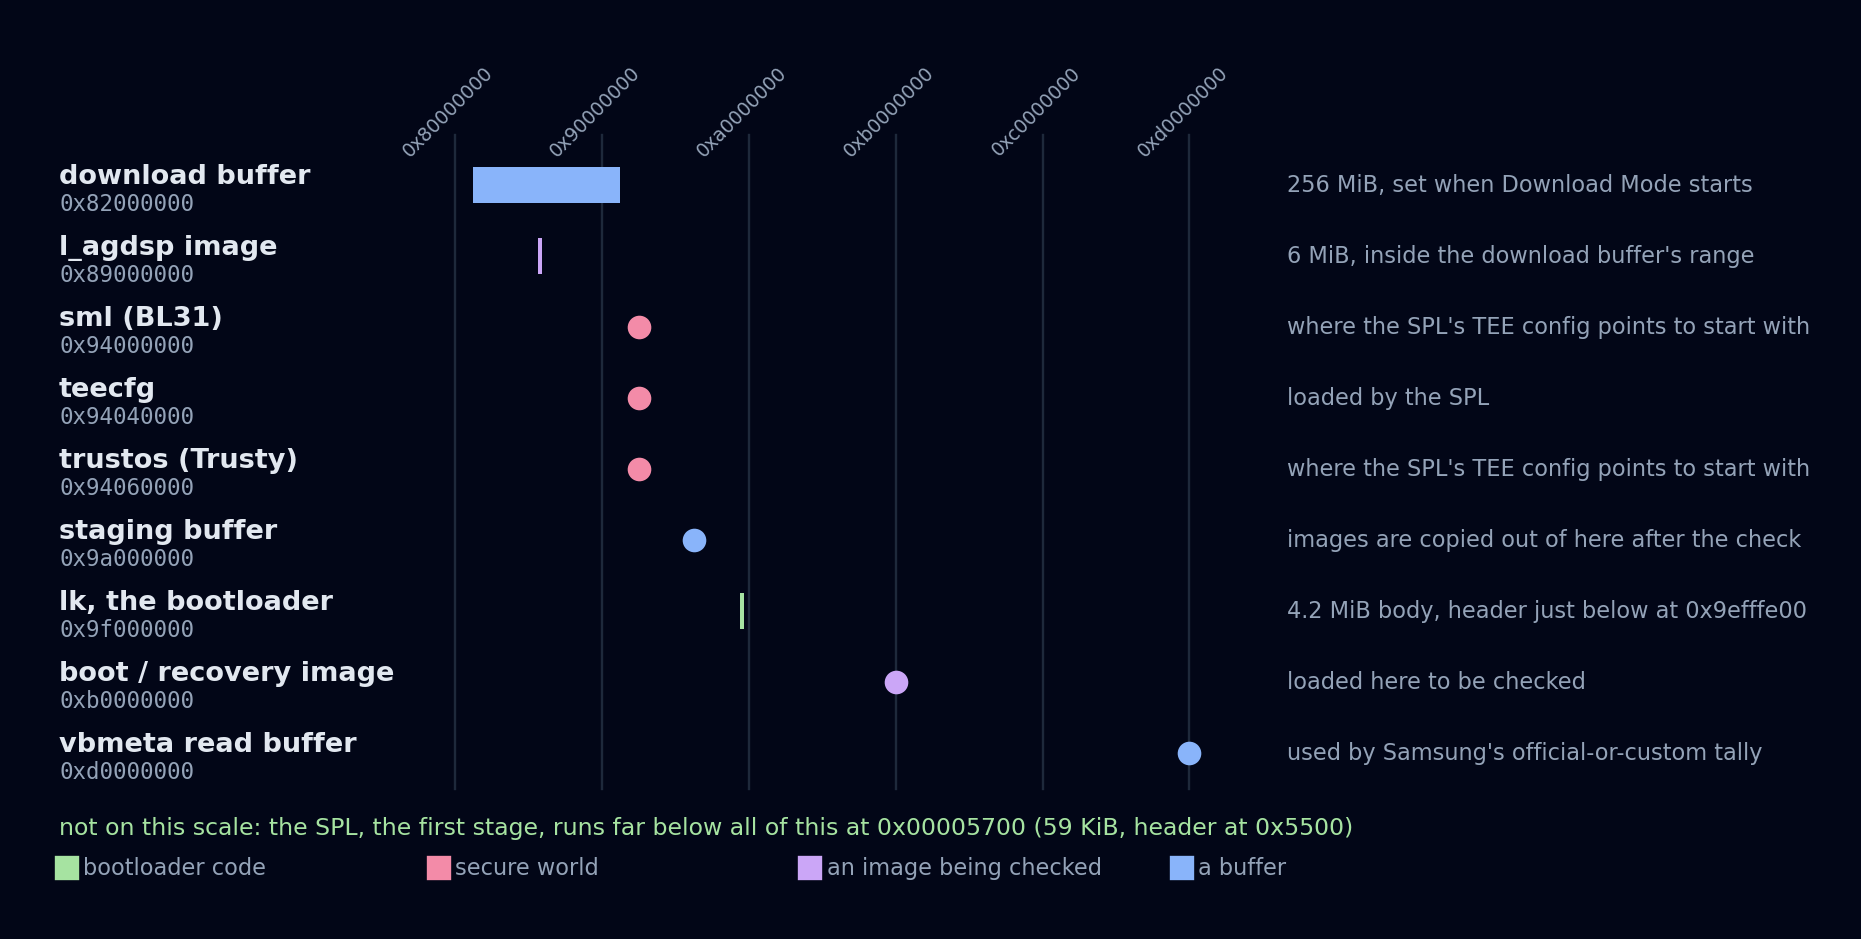 0x80000000
0x90000000
0xa0000000
0xb0000000
0xc0000000
0xd0000000
download buffer
0x82000000
256 MiB, set when Download Mode starts
l_agdsp image
0x89000000
6 MiB, inside the download buffer's range
sml (BL31)
0x94000000
where the SPL's TEE config points to start with
teecfg
0x94040000
loaded by the SPL
trustos (Trusty)
0x94060000
where the SPL's TEE config points to start with
staging buffer
0x9a000000
images are copied out of here after the check
lk, the bootloader
0x9f000000
4.2 MiB body, header just below at 0x9efffe00
boot / recovery image
0xb0000000
loaded here to be checked
vbmeta read buffer
0xd0000000
used by Samsung's official-or-custom tally
not on this scale: the SPL, the first stage, runs far below all of this at 0x00005700 (59 KiB, header at 0x5500)
bootloader code
secure world
an image being checked
a buffer